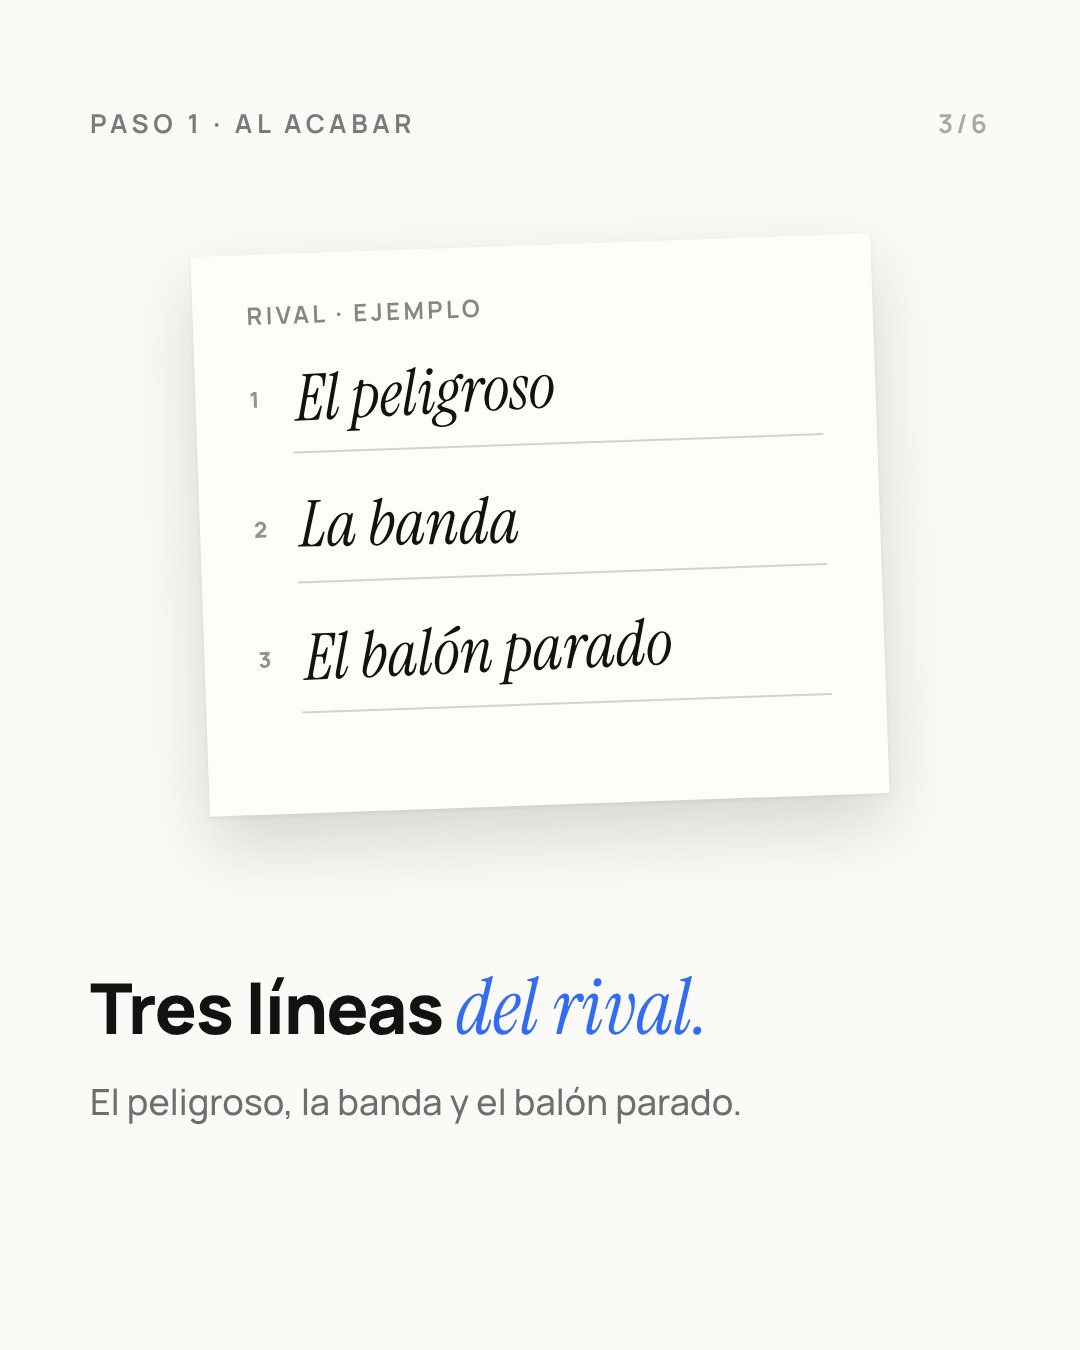 PASO 1 · AL ACABAR
3/6
RIVAL · EJEMPLO
1 El peligroso
2 La banda
3 El balón parado
Tres líneas del rival.
El peligroso, la banda y el balón parado.